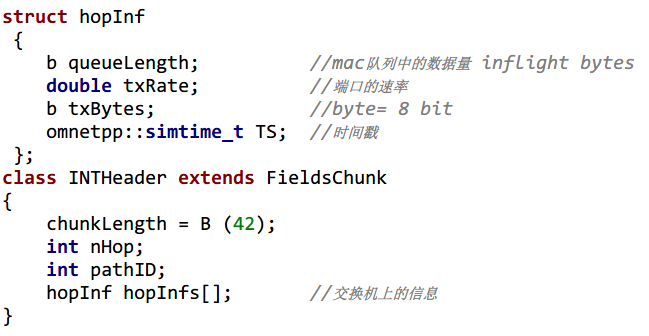 struct hopInf
{
b queueLength; //mac队列中的数据量 inflight bytes
double txRate; //端口的速率
b txBytes; //byte= 8 bit
omnetpp::simtime_t TS; //时间戳
};
class INTHeader extends FieldsChunk
{
chunkLength = B (42);
int nHop;
int pathID;
hopInf hopInfs[]; //交换机上的信息
}